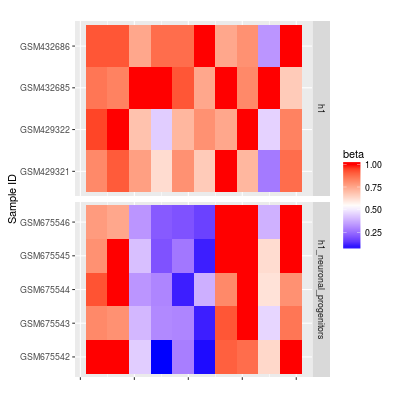 GSM432686
GSM432685
GSM429322
GSM429321
h1
GSM675546
GSM675545
GSM675544
GSM675543
GSM675542
h1_neuronal_progenitors
Sample ID
beta
1.00
0.75
0.50
0.25